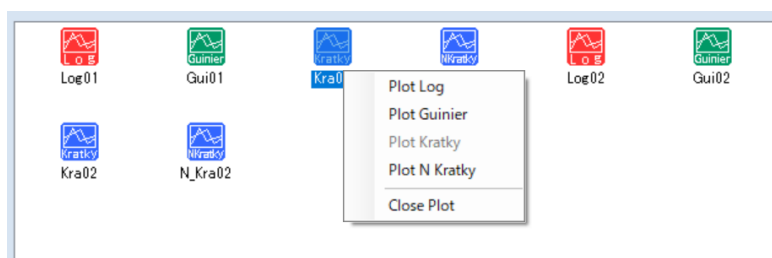 Log
Guinier
Kratky
NKratky
Log
Guinier
Log01
Gui01
Kra0
Log02
Gui02
Plot Log
Plot Guinier
Plot Kratky
Plot N Kratky
Close Plot
Kratky
NKratky
Kra02
N_Kra02